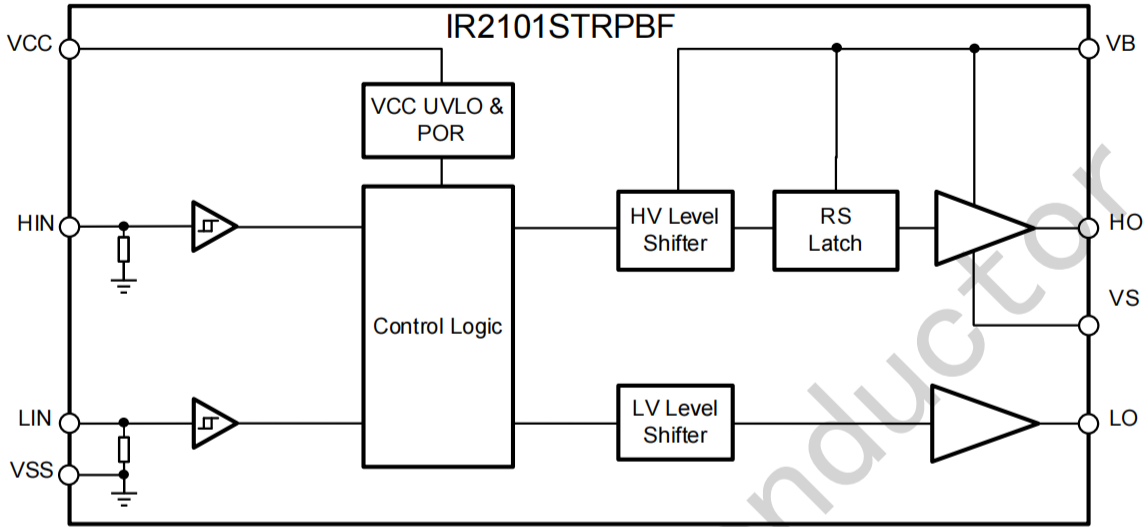 IR2101STRPBF
VCC
VB
VCC UVLO &
POR
HIN
HV Level
Shifter
RS
Latch
HO
VS
Control Logic
LIN
LV Level
Shifter
LO
VSS
nductor